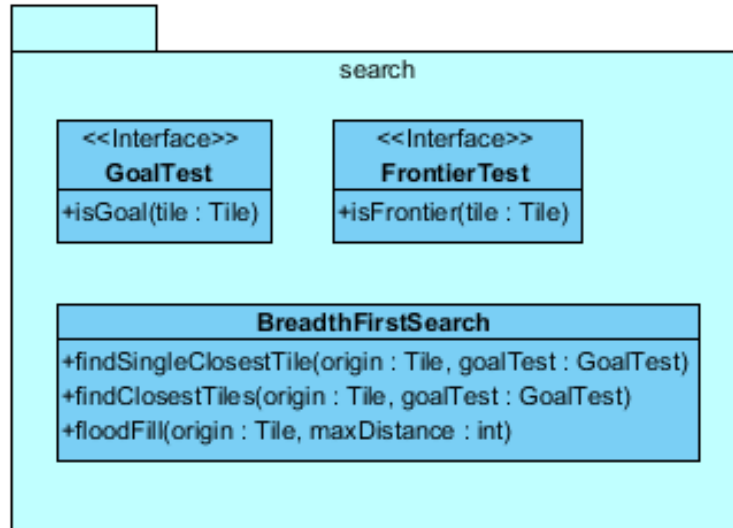 search
<<Interface>>
GoalTest
+isGoal(tile : Tile)
<<Interface>>
FrontierTest
+isFrontier(tile : Tile)
BreadthFirstSearch
+findSingleClosestTile(origin : Tile, goalTest : GoalTest)
+findClosestTiles(origin : Tile, goalTest : GoalTest)
+floodFill(origin : Tile, maxDistance : int)